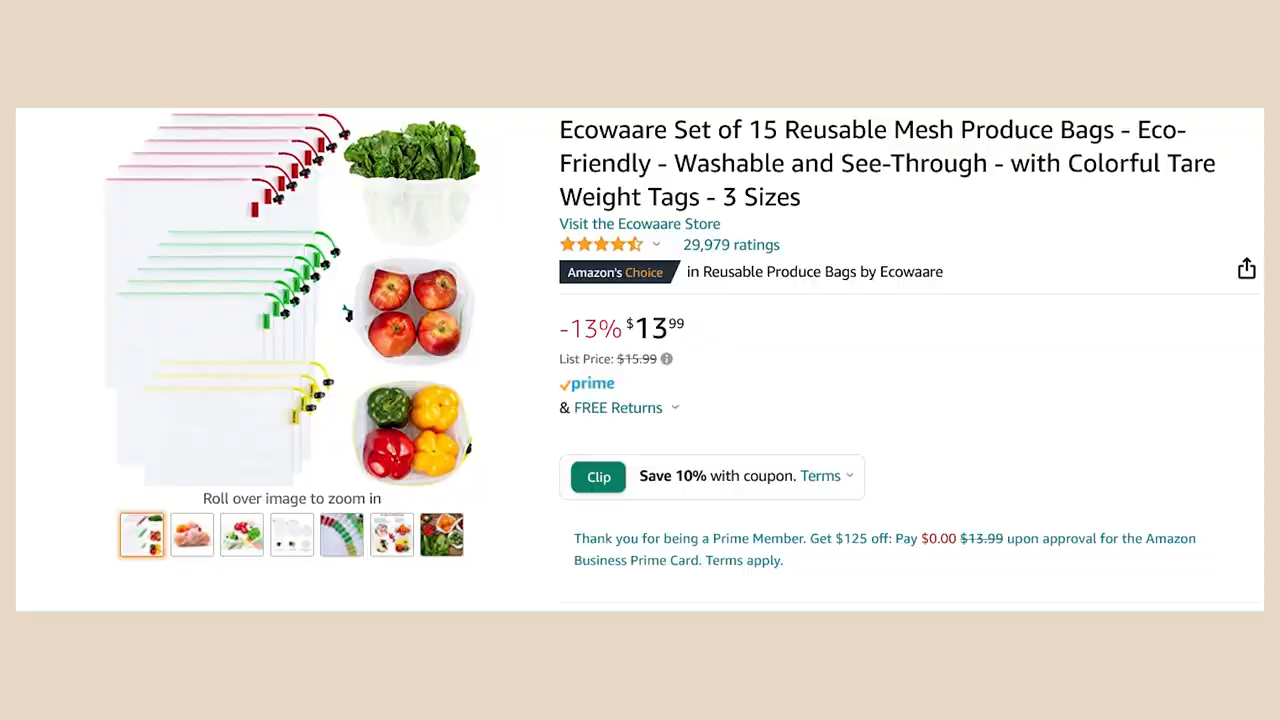 Ecowaare Set of 15 Reusable Mesh Produce Bags - Eco-
Friendly - Washable and See-Through - with Colorful Tare
Weight Tags - 3 Sizes
Visit the Ecowaare Store
29,979 ratings
Amazon's Choice in Reusable Produce Bags by Ecowaare
-13% $13 99
List Price: $15.99
prime
& FREE Returns
Clip Save 10% with coupon. Terms
Thank you for being a Prime Member. Get $125 off: Pay $0.00 $13.99 upon approval for the Amazon
Business Prime Card. Terms apply.
Roll over image to zoom in